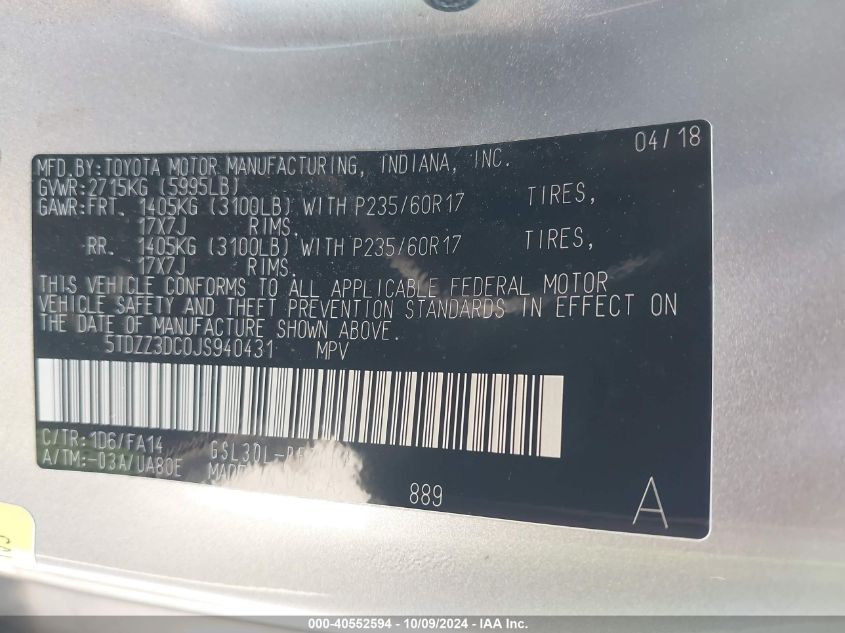 04/18
MFD.BY:TOYOTA MOTOR MANUFACTURING, INDIANA, INC.
GVWR:2715KG (5995LB)
GAWR:FRT. 1405KG (3100LB) WITH P235/60R17 TIRES,
17X7J RIMS.
RR. 1405KG (3100LB) WITH P235/60R17 TIRES,
17X7J RIMS.
THIS VEHICLE CONFORMS TO ALL APPLICABLE FEDERAL MOTOR
VEHICLE SAFETY AND THEFT PREVENTION STANDARDS IN EFFECT ON
THE DATE OF MANUFACTURE SHOWN ABOVE.
5TDZZ3DC0JS940431 MPV
C/TR:1D6/FA14
A/TM:-03A/UA80E
889
A
000-40552594 - 10/09/2024 - IAA Inc.